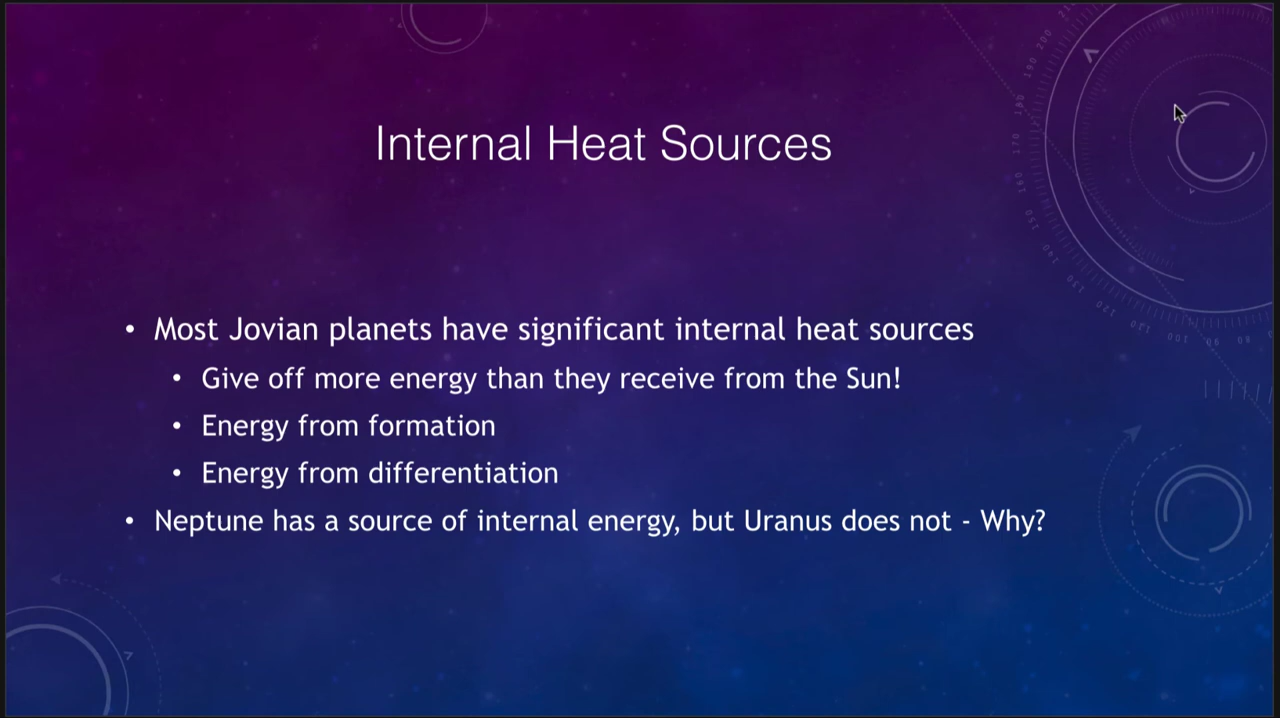 Internal Heat Sources
• Most Jovian planets have significant internal heat sources
• Give off more energy than they receive from the Sun!
• Energy from formation
• Energy from differentiation
• Neptune has a source of internal energy, but Uranus does not - Why?